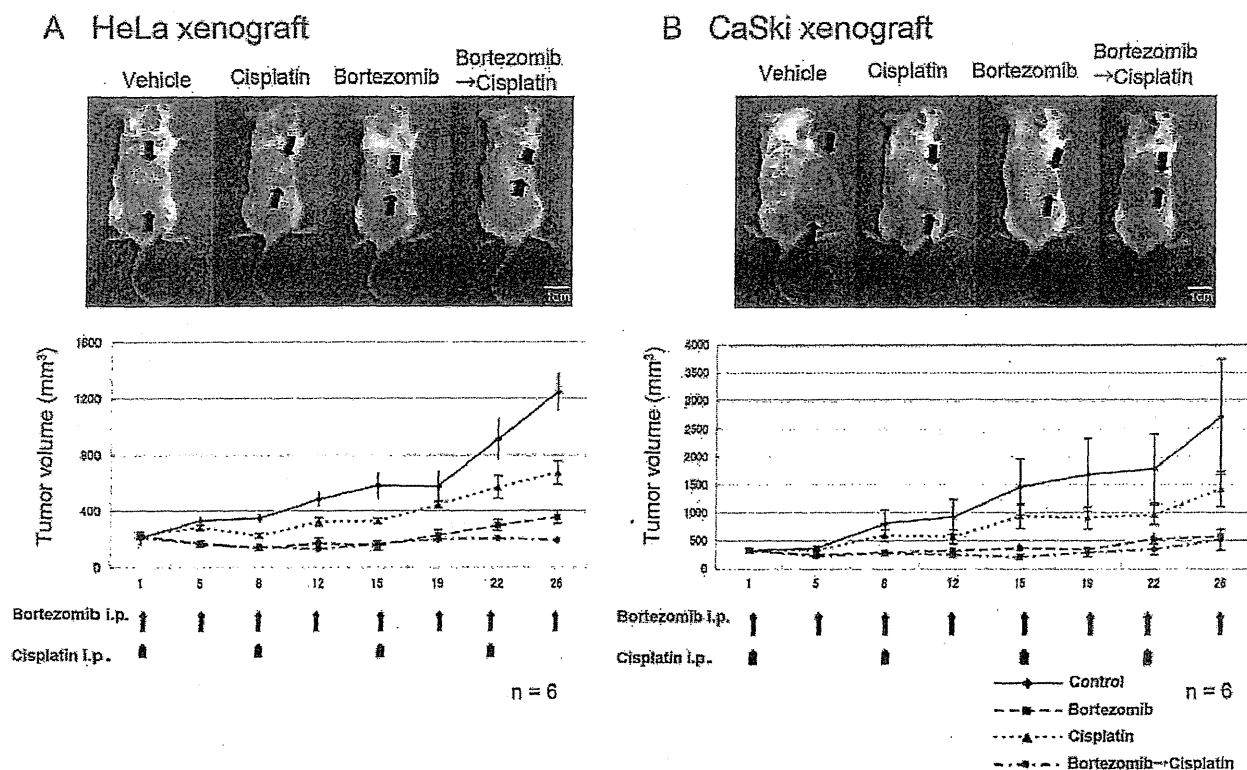 A HeLa xenograft
Vehicle Cisplatin Bortezomib Bortezomib
→Cisplatin
1cm
Tumor volume (mm³)
1600
1200
800
400
0
1 5 8 12 15 19 22 26
Bortezomib i.p.
Cisplatin i.p.
n = 6
B CaSki xenograft
Vehicle Cisplatin Bortezomib Bortezomib
→Cisplatin
1cm
Tumor volume (mm³)
4000
3500
3000
2500
2000
1500
1000
500
0
1 5 8 12 15 19 22 26
Bortezomib i.p.
Cisplatin i.p.
n = 6
Control
Bortezomib
Cisplatin
Bortezomib→Cisplatin